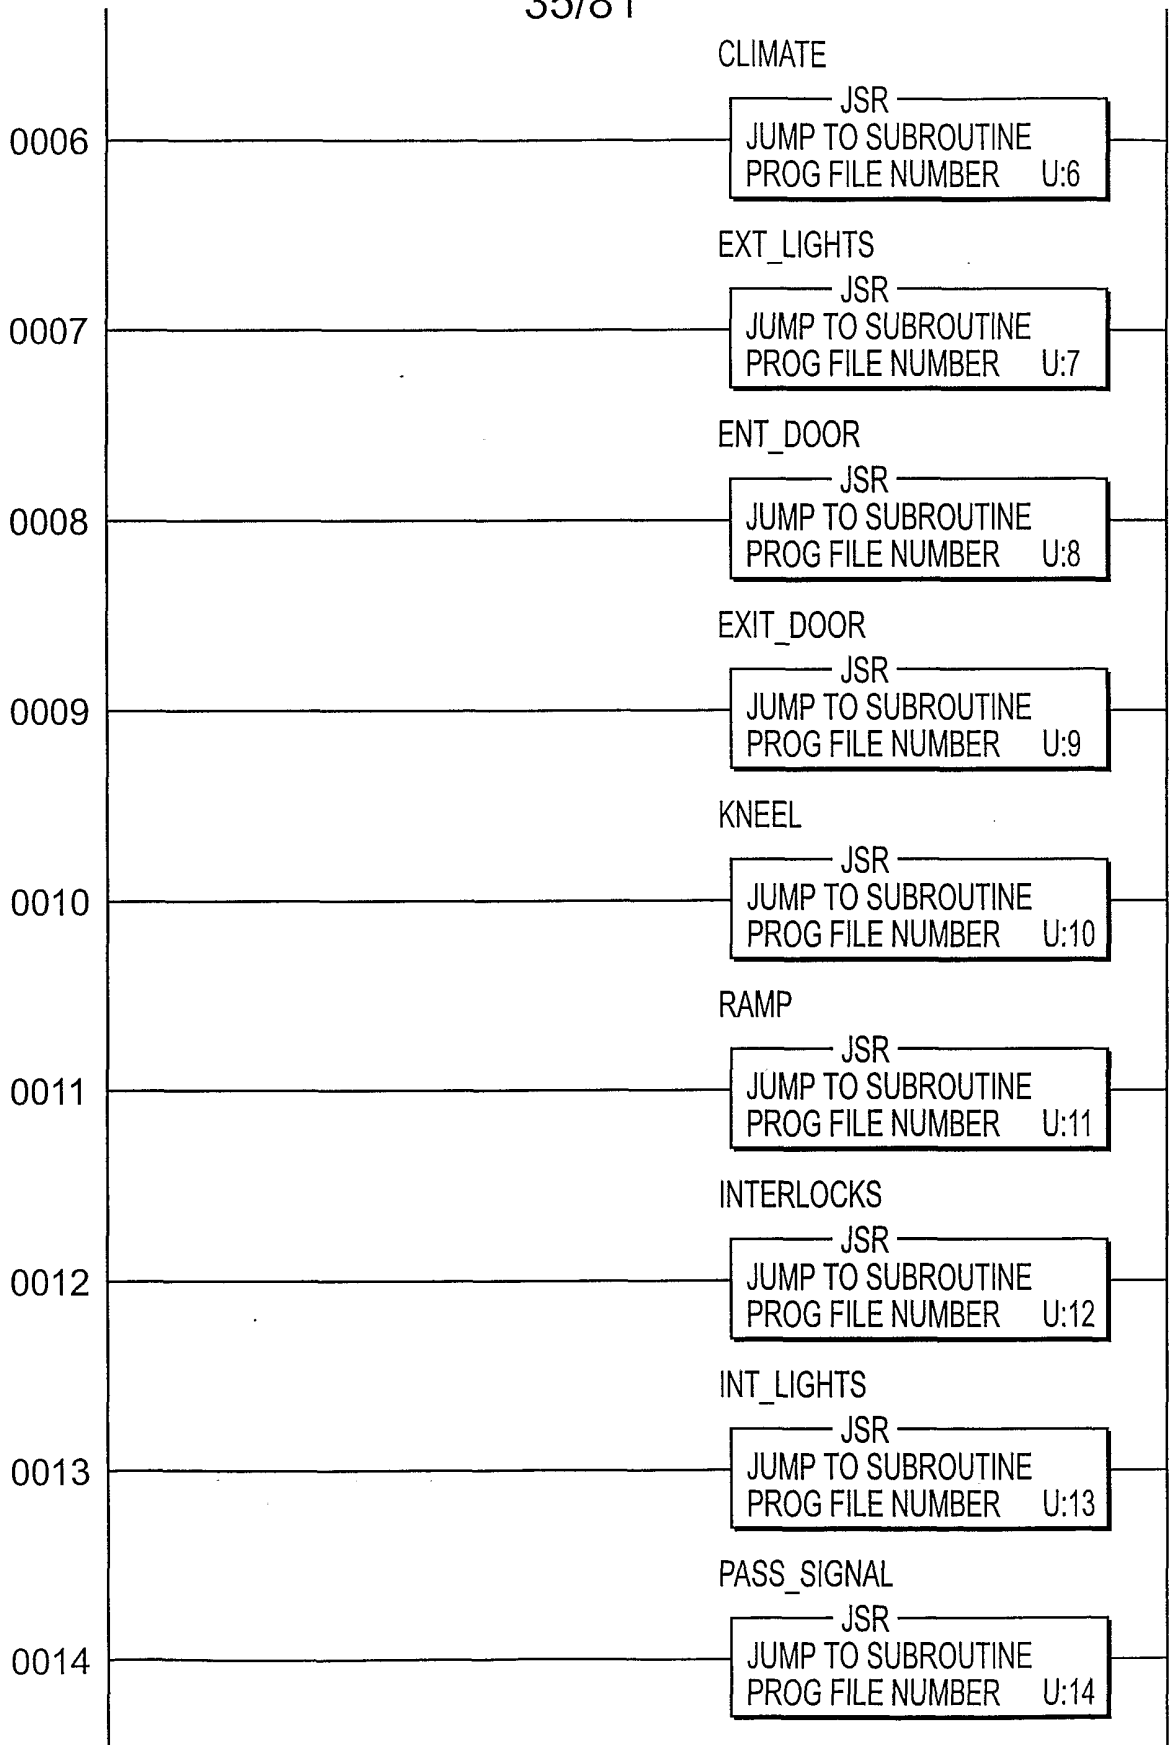 35/81
CLIMATE
JSR
0006
JUMP TO SUBROUTINE
PROG FILE NUMBER U:6
EXT_LIGHTS
JSR
0007
JUMP TO SUBROUTINE
PROG FILE NUMBER U:7
ENT_DOOR
JSR
0008
JUMP TO SUBROUTINE
PROG FILE NUMBER U:8
EXIT_DOOR
JSR
0009
JUMP TO SUBROUTINE
PROG FILE NUMBER U:9
KNEEL
JSR
0010
JUMP TO SUBROUTINE
PROG FILE NUMBER U:10
RAMP
JSR
0011
JUMP TO SUBROUTINE
PROG FILE NUMBER U:11
INTERLOCKS
JSR
0012
JUMP TO SUBROUTINE
PROG FILE NUMBER U:12
INT_LIGHTS
JSR
0013
JUMP TO SUBROUTINE
PROG FILE NUMBER U:13
PASS_SIGNAL
JSR
0014
JUMP TO SUBROUTINE
PROG FILE NUMBER U:14